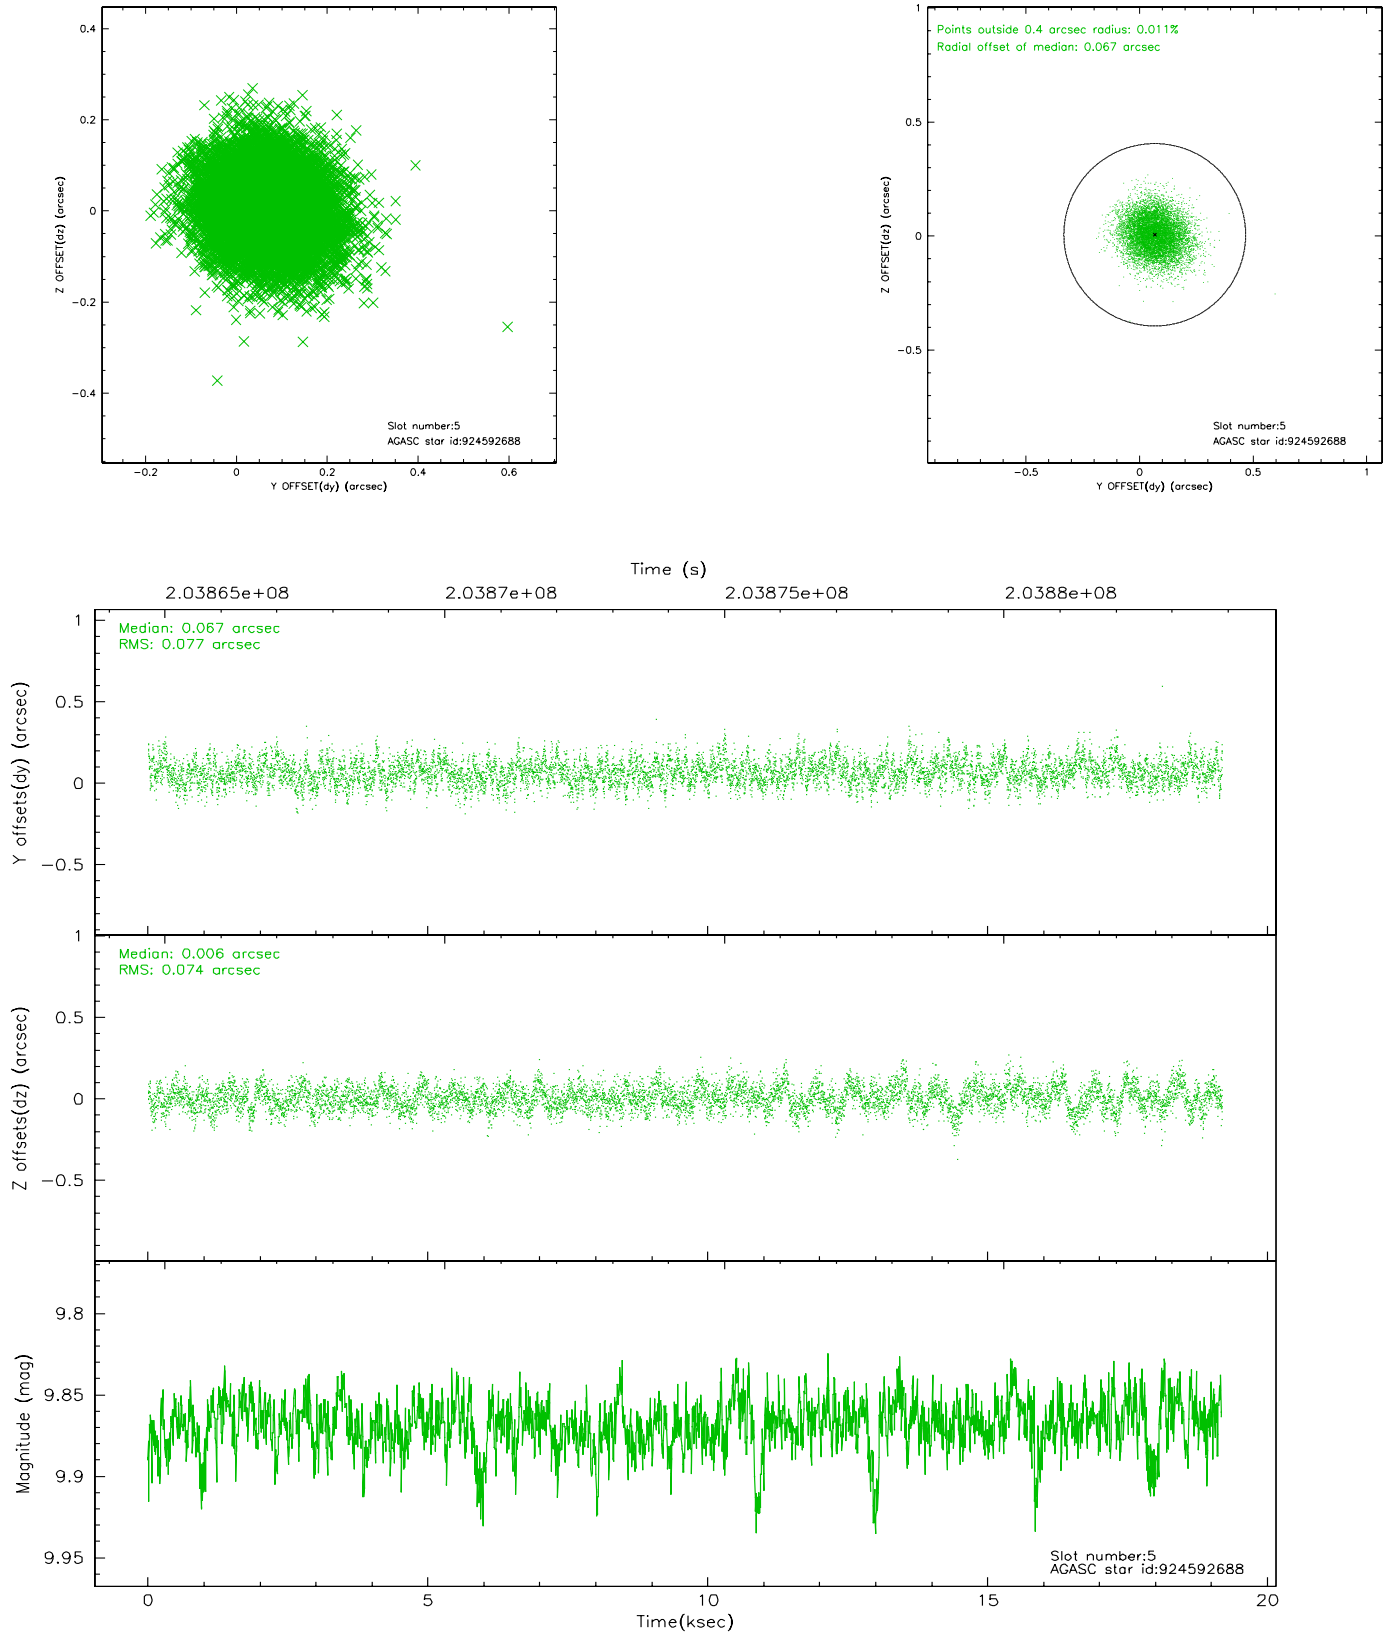 0.4
0.2
0
−0.2
−0.4
Z OFFSET(dz) (arcsec)
−0.2 0 0.2 0.4 0.6
Y OFFSET(dy) (arcsec)
Slot number:5
AGASC star id:924592688
Points outside 0.4 arcsec radius: 0.011%
Radial offset of median: 0.067 arcsec
1
0.5
0
−0.5
Z OFFSET(dz) (arcsec)
−0.5 0 0.5 1
Y OFFSET(dy) (arcsec)
Slot number:5
AGASC star id:924592688
Time (s)
2.03865e+08 2.0387e+08 2.03875e+08 2.0388e+08
Median: 0.067 arcsec
RMS: 0.077 arcsec
1
0.5
0
−0.5
Y offsets(dy) (arcsec)
Median: 0.006 arcsec
RMS: 0.074 arcsec
1
0.5
0
−0.5
Z offsets(dz) (arcsec)
9.8
9.85
9.9
9.95
Magnitude (mag)
Slot number:5
AGASC star id:924592688
0 5 10 15 20
Time(ksec)